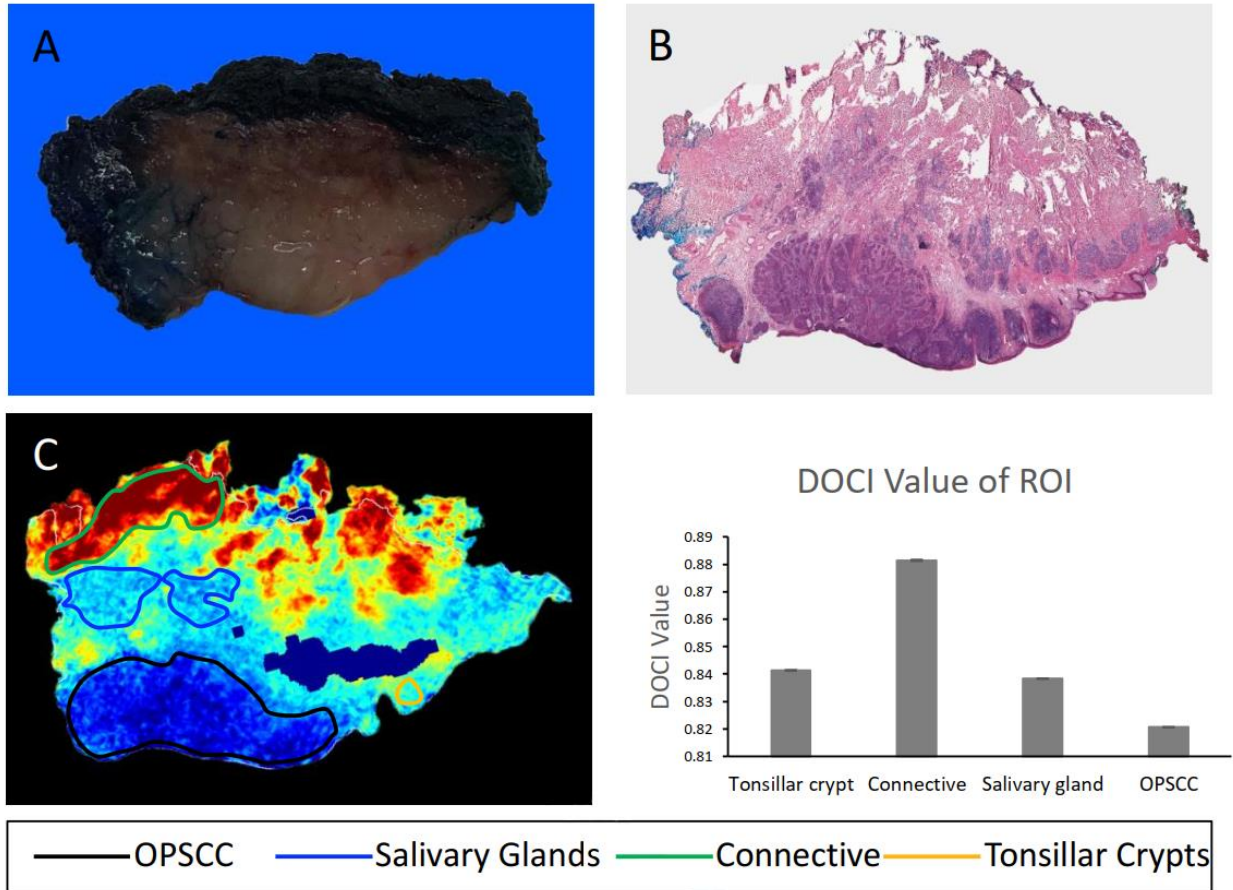 A
B
C
DOCI Value of ROI
DOCI Value
0.89
0.88
0.87
0.86
0.85
0.84
0.83
0.82
0.81
Tonsillar crypt Connective Salivary gland OPSCC
OPSCC Salivary Glands Connective Tonsillar Crypts